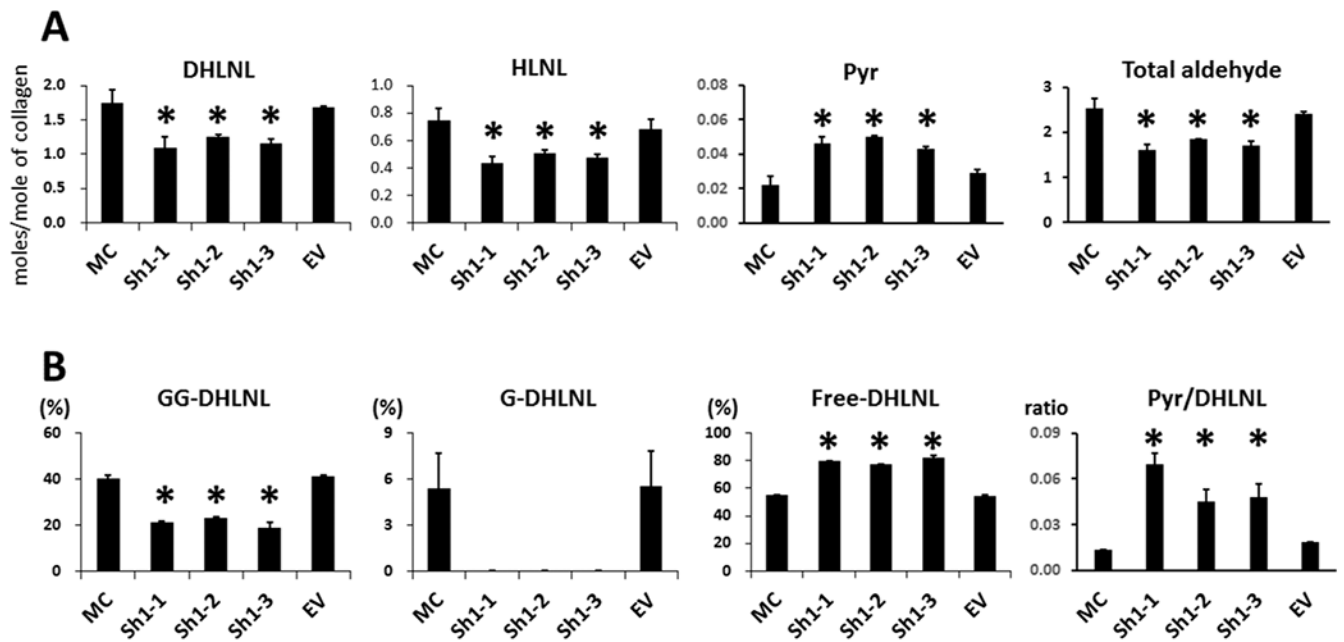 A
DHLNL
HLNL
Pyr
Total aldehyde
moles/mole of collagen
2.0
1.5
1.0
0.5
0.0
MC
Sh1-1
Sh1-2
Sh1-3
EV
* * *
1.0
0.8
0.6
0.4
0.2
0.0
MC
Sh1-1
Sh1-2
Sh1-3
EV
* * *
0.08
0.06
0.04
0.02
0.00
MC
Sh1-1
Sh1-2
Sh1-3
EV
* * *
3
2
1
0
MC
Sh1-1
Sh1-2
Sh1-3
EV
* * *
B
GG-DHLNL
G-DHLNL
Free-DHLNL
Pyr/DHLNL
(%)
60
40
20
0
MC
Sh1-1
Sh1-2
Sh1-3
EV
* * *
(%)
9
6
3
0
MC
Sh1-1
Sh1-2
Sh1-3
EV
(%)
100
80
60
40
20
0
MC
Sh1-1
Sh1-2
Sh1-3
EV
* * *
ratio
0.09
0.06
0.03
0.00
MC
Sh1-1
Sh1-2
Sh1-3
EV
* * *